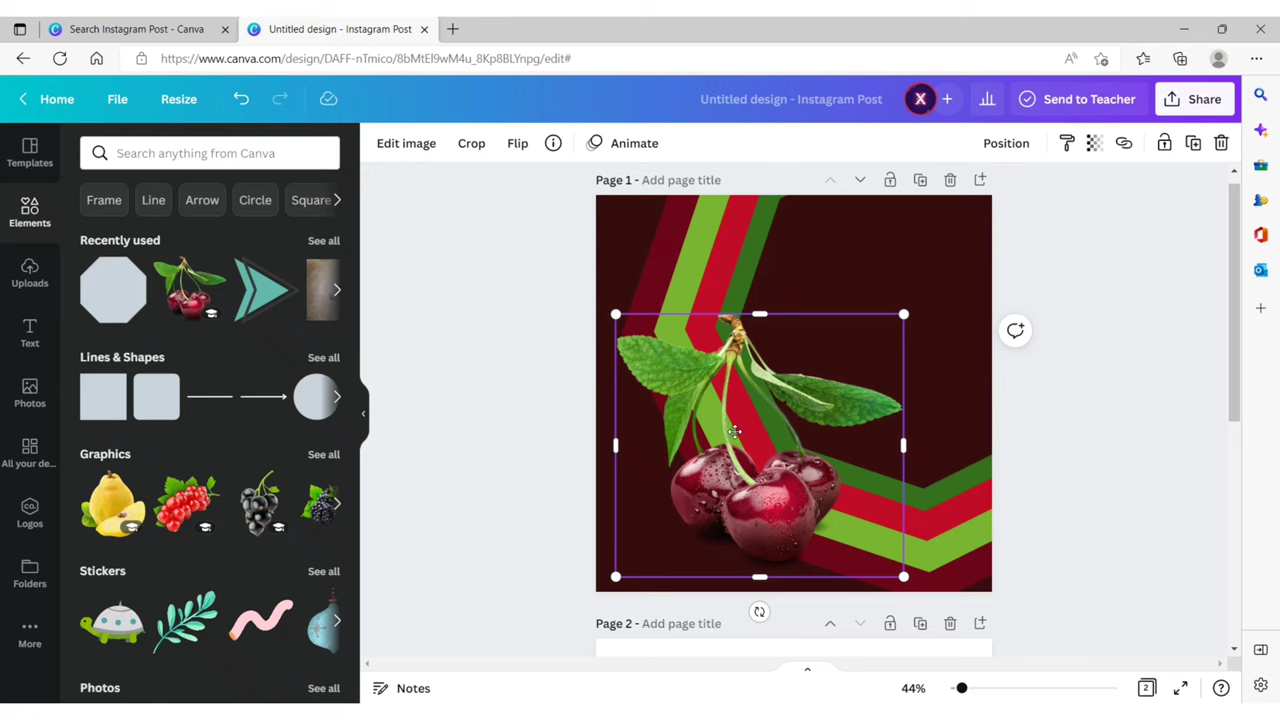 Search Instagram Post - Canva
Untitled design - Instagram Post
https://www.canva.com/design/DAFF-nTmico/8bMtEl9wM4u_8Kp8BLYnpg/edit#
Home
File
Resize
Untitled design - Instagram Post
X
Send to Teacher
Share
Templates
Elements
Uploads
Text
Photos
All your de...
Logos
Folders
More
Search anything from Canva
Frame
Line
Arrow
Circle
Square
Recently used
See all
Lines & Shapes
See all
Graphics
See all
Stickers
See all
Photos
See all
Edit image
Crop
Flip
Animate
Position
Page 1 - Add page title
Page 2 - Add page title
Notes
44%
2